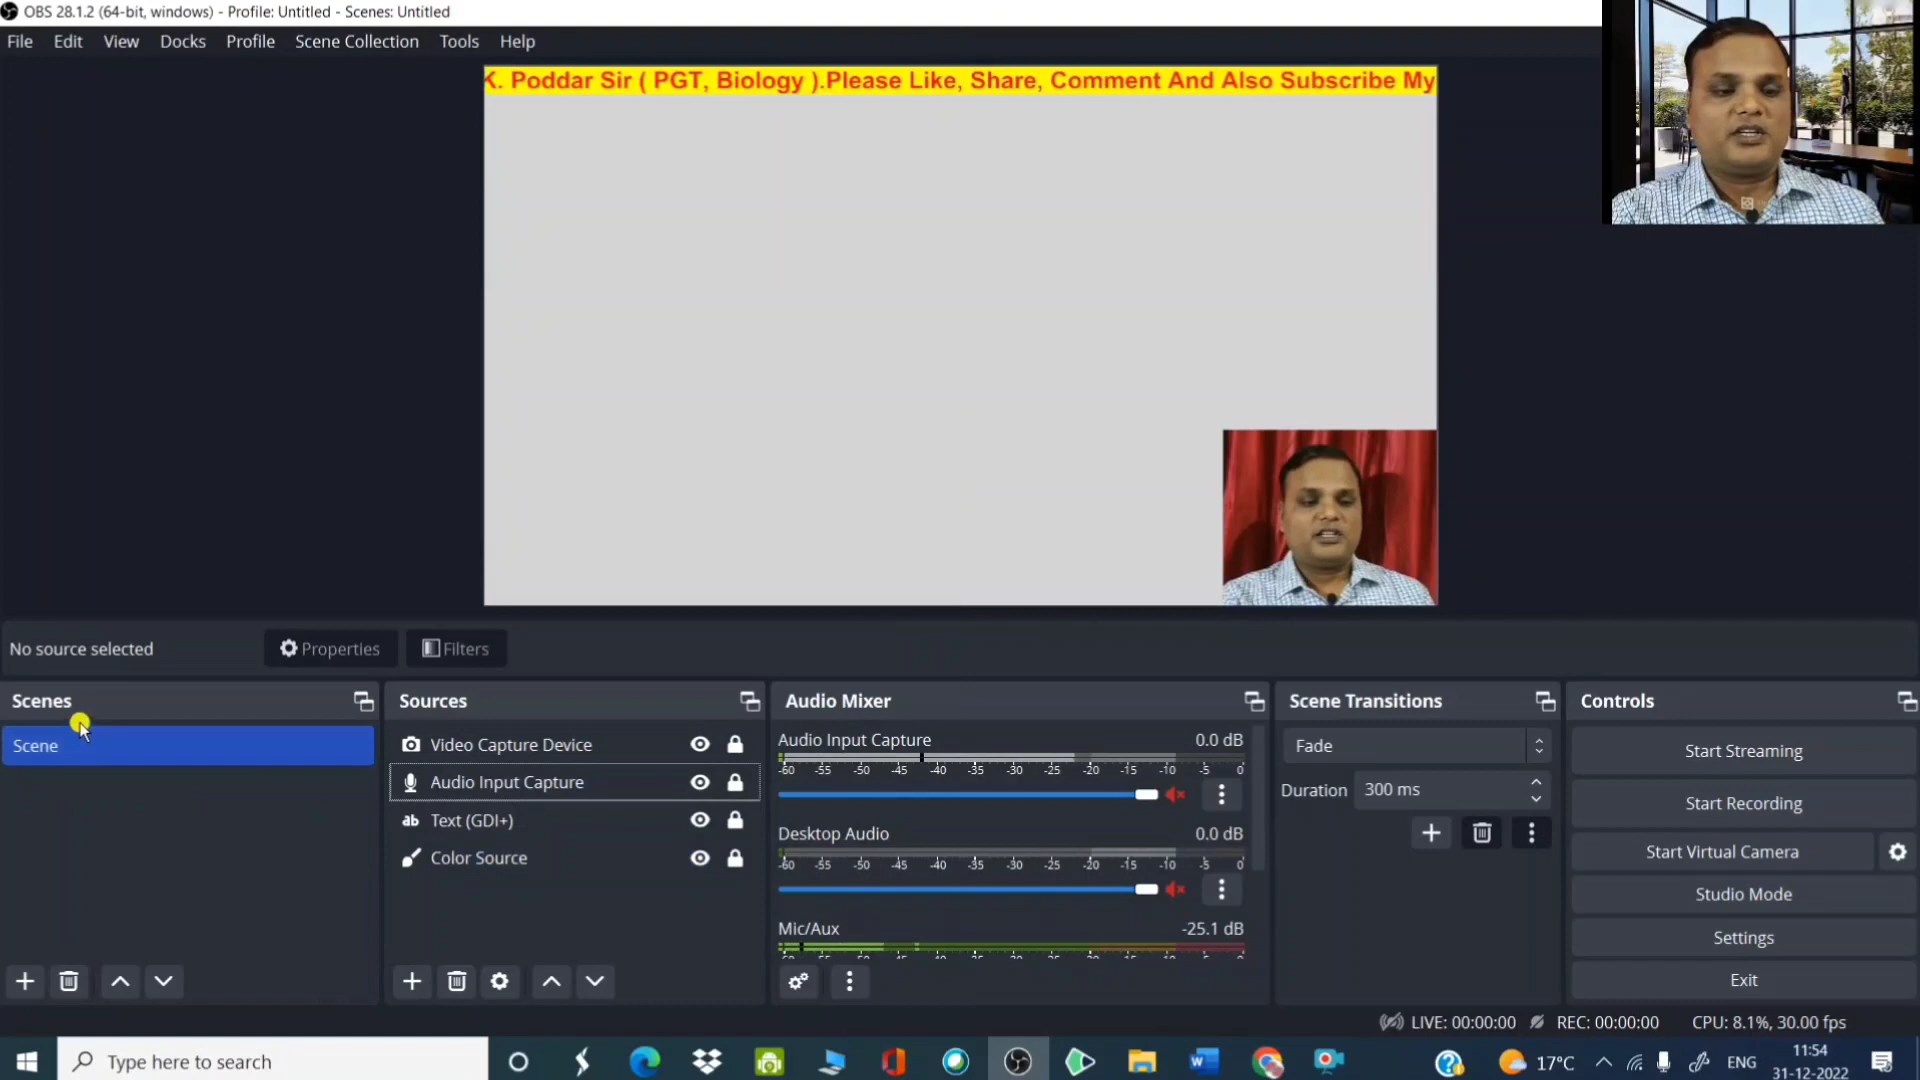 OBS 28.1.2 (64-bit, windows) - Profile: Untitled - Scenes: Untitled
File Edit View Docks Profile Scene Collection Tools Help
K. Poddar Sir ( PGT, Biology ).Please Like, Share, Comment And Also Subscribe My
No source selected Properties Filters
Scenes Sources Audio Mixer Scene Transitions Controls
Scene
Video Capture Device
Audio Input Capture
Text (GDI+)
Color Source
Audio Input Capture 0.0 dB
-60 -55 -50 -45 -40 -35 -30 -25 -20 -15 -10 -5 0
Desktop Audio 0.0 dB
-60 -55 -50 -45 -40 -35 -30 -25 -20 -15 -10 -5 0
Mic/Aux -25.1 dB
Fade
Duration 300 ms
Start Streaming
Start Recording
Start Virtual Camera
Studio Mode
Settings
Exit
LIVE: 00:00:00 REC: 00:00:00 CPU: 8.1%, 30.00 fps
Type here to search
17°C ENG
11:54
31-12-2022